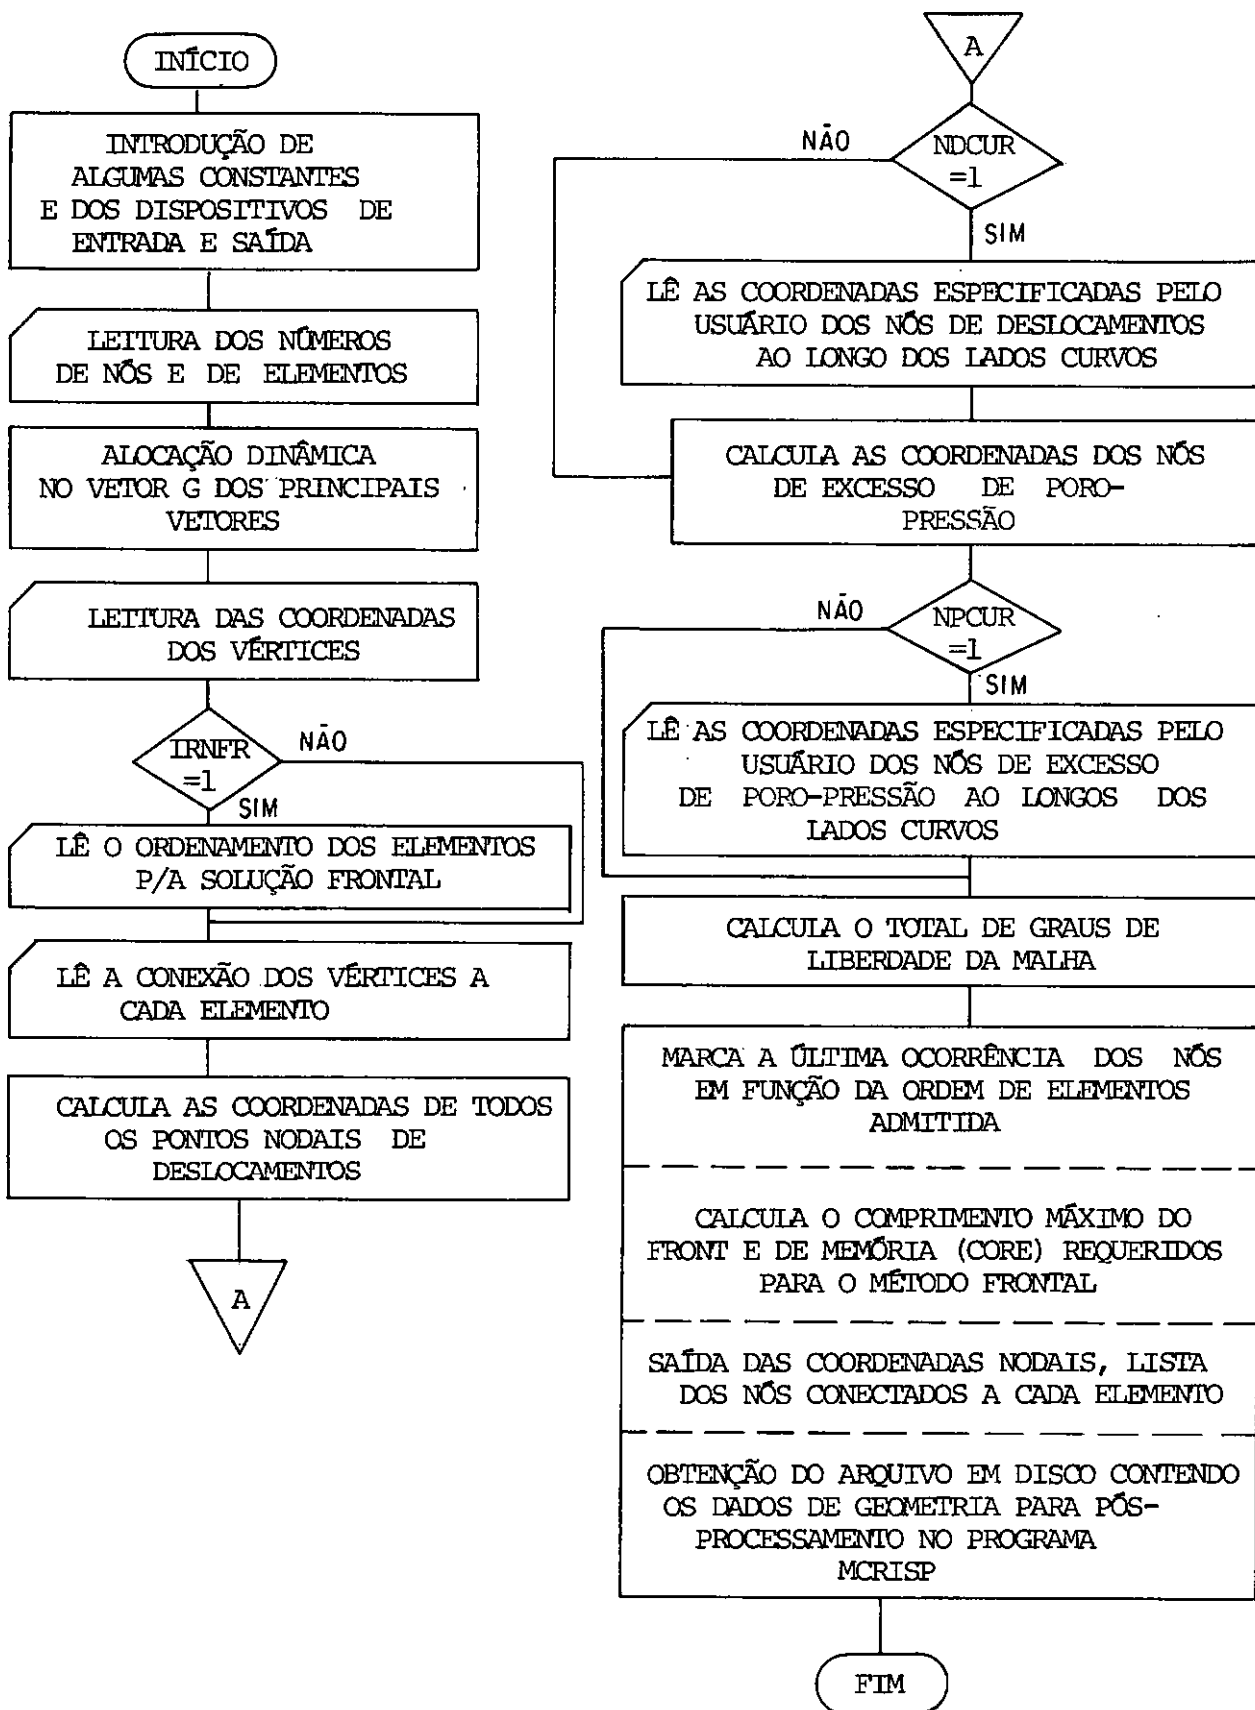 INÍCIO
INTRODUÇÃO DE
ALGUMAS CONSTANTES
E DOS DISPOSITIVOS DE
ENTRADA E SAÍDA
LEITURA DOS NÚMEROS
DE NÓS E DE ELEMENTOS
ALOCAÇÃO DINÂMICA
NO VETOR G DOS PRINCIPAIS
VETORES
LEITURA DAS COORDENADAS
DOS VÉRTICES
IRNFR
=1
NÃO
SIM
LÊ O ORDENAMENTO DOS ELEMENTOS
P/A SOLUÇÃO FRONTAL
LÊ A CONEXÃO DOS VÉRTICES A
CADA ELEMENTO
CALCULA AS COORDENADAS DE TODOS
OS PONTOS NODAIS DE
DESLOCAMENTOS
A
A
NDCUR
=1
NÃO
SIM
LÊ AS COORDENADAS ESPECIFICADAS PELO
USUÁRIO DOS NÓS DE DESLOCAMENTOS
AO LONGO DOS LADOS CURVOS
CALCULA AS COORDENADAS DOS NÓS
DE EXCESSO DE PORO-
PRESSÃO
NPCUR
=1
NÃO
SIM
LÊ AS COORDENADAS ESPECIFICADAS PELO
USUÁRIO DOS NÓS DE EXCESSO
DE PORO-PRESSÃO AO LONGOS DOS
LADOS CURVOS
CALCULA O TOTAL DE GRAUS DE
LIBERDADE DA MALHA
MARCA A ÚLTIMA OCORRÊNCIA DOS NÓS
EM FUNÇÃO DA ORDEM DE ELEMENTOS
ADMITIDA
CALCULA O COMPRIMENTO MÁXIMO DO
FRONT E DE MEMÓRIA (CORE) REQUERIDOS
PARA O MÉTODO FRONTAL
SAÍDA DAS COORDENADAS NODAIS, LISTA
DOS NÓS CONECTADOS A CADA ELEMENTO
OBTENÇÃO DO ARQUIVO EM DISCO CONTENDO
OS DADOS DE GEOMETRIA PARA PÓS-
PROCESSAMENTO NO PROGRAMA
MCRISP
FIM